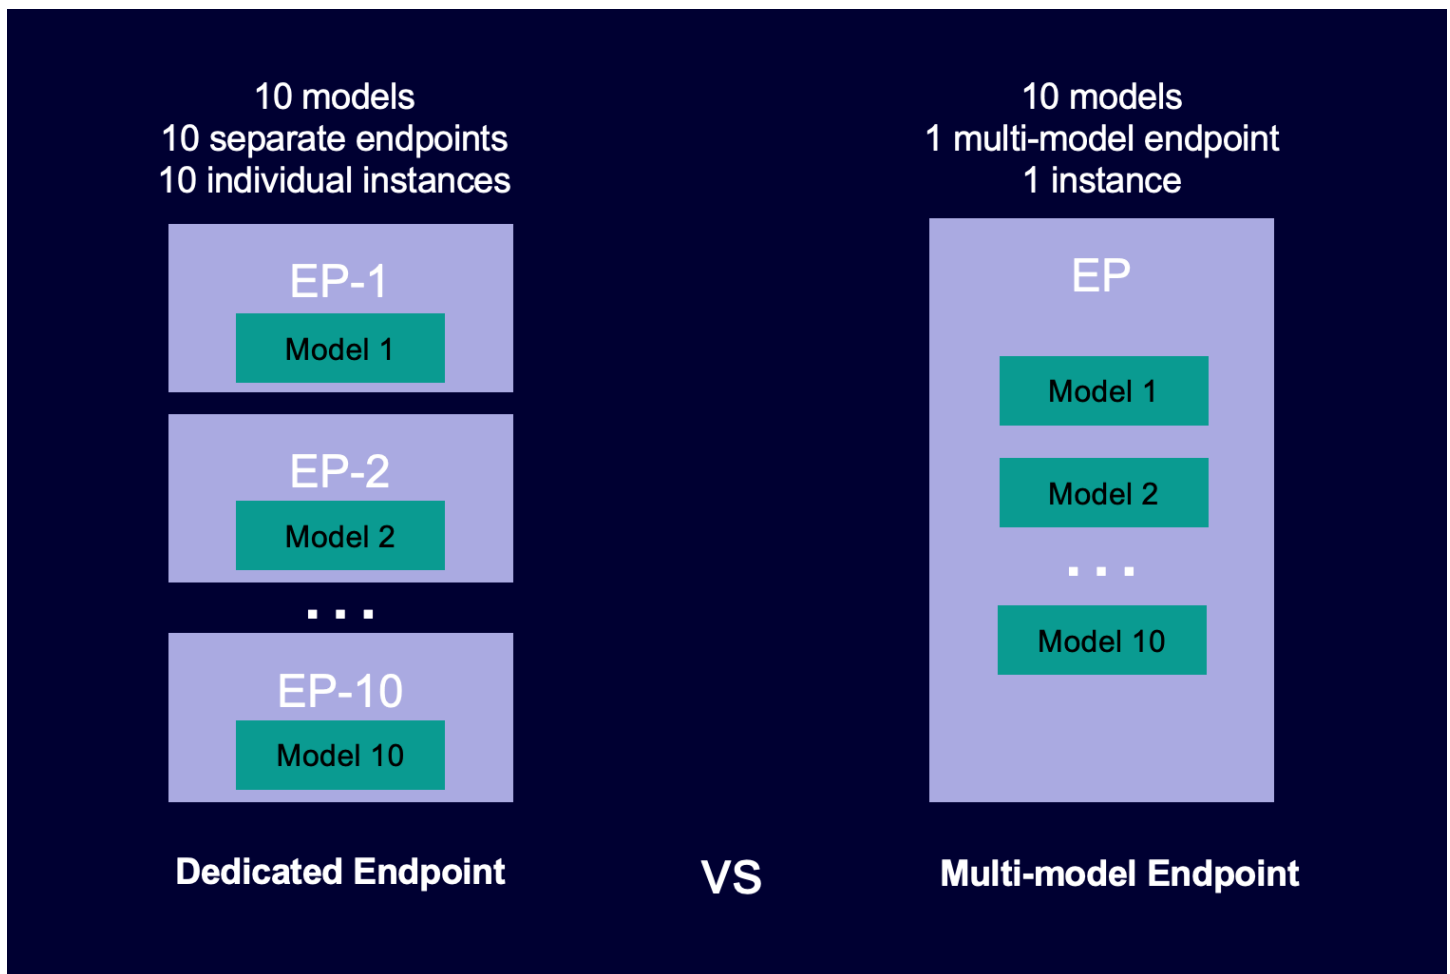 10 models
10 separate endpoints
10 individual instances
EP-1
Model 1
EP-2
Model 2
...
EP-10
Model 10
Dedicated Endpoint
VS
10 models
1 multi-model endpoint
1 instance
EP
Model 1
Model 2
...
Model 10
Multi-model Endpoint